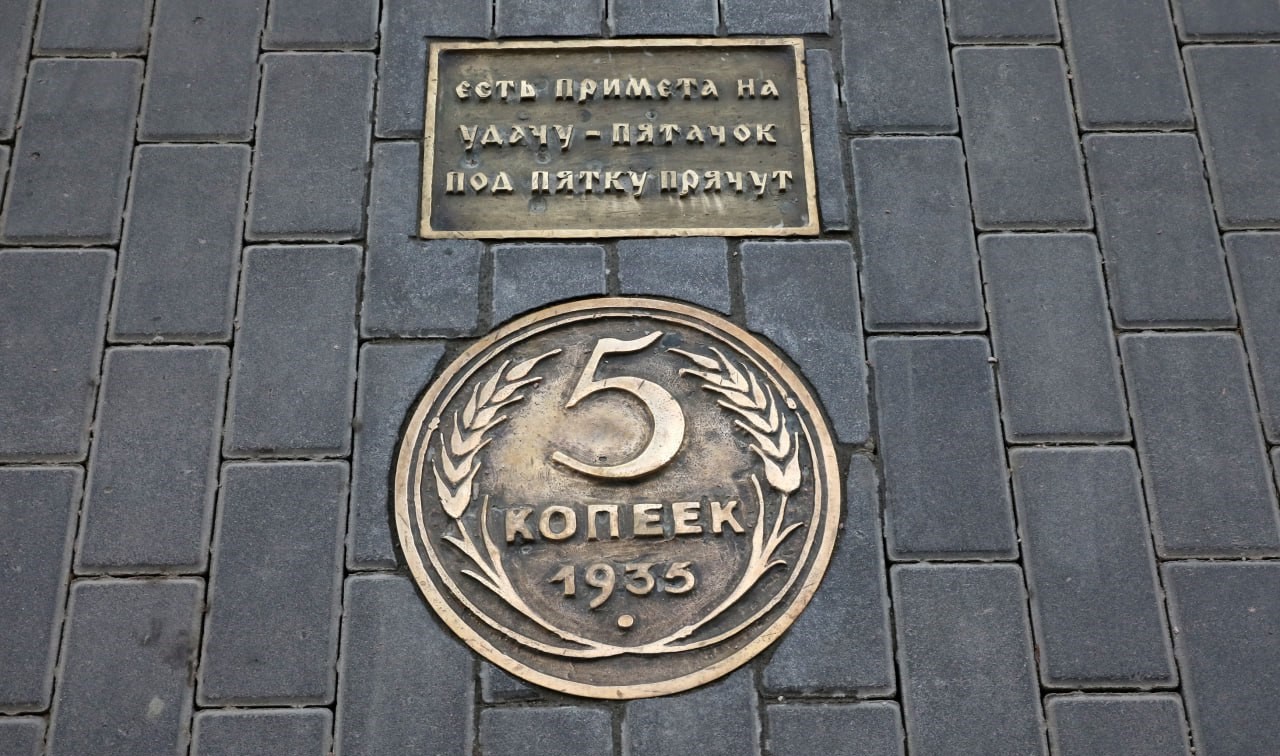 есть примета на
удачу - пятачок
под пятку прячут
5
КОПЕЕК
1935